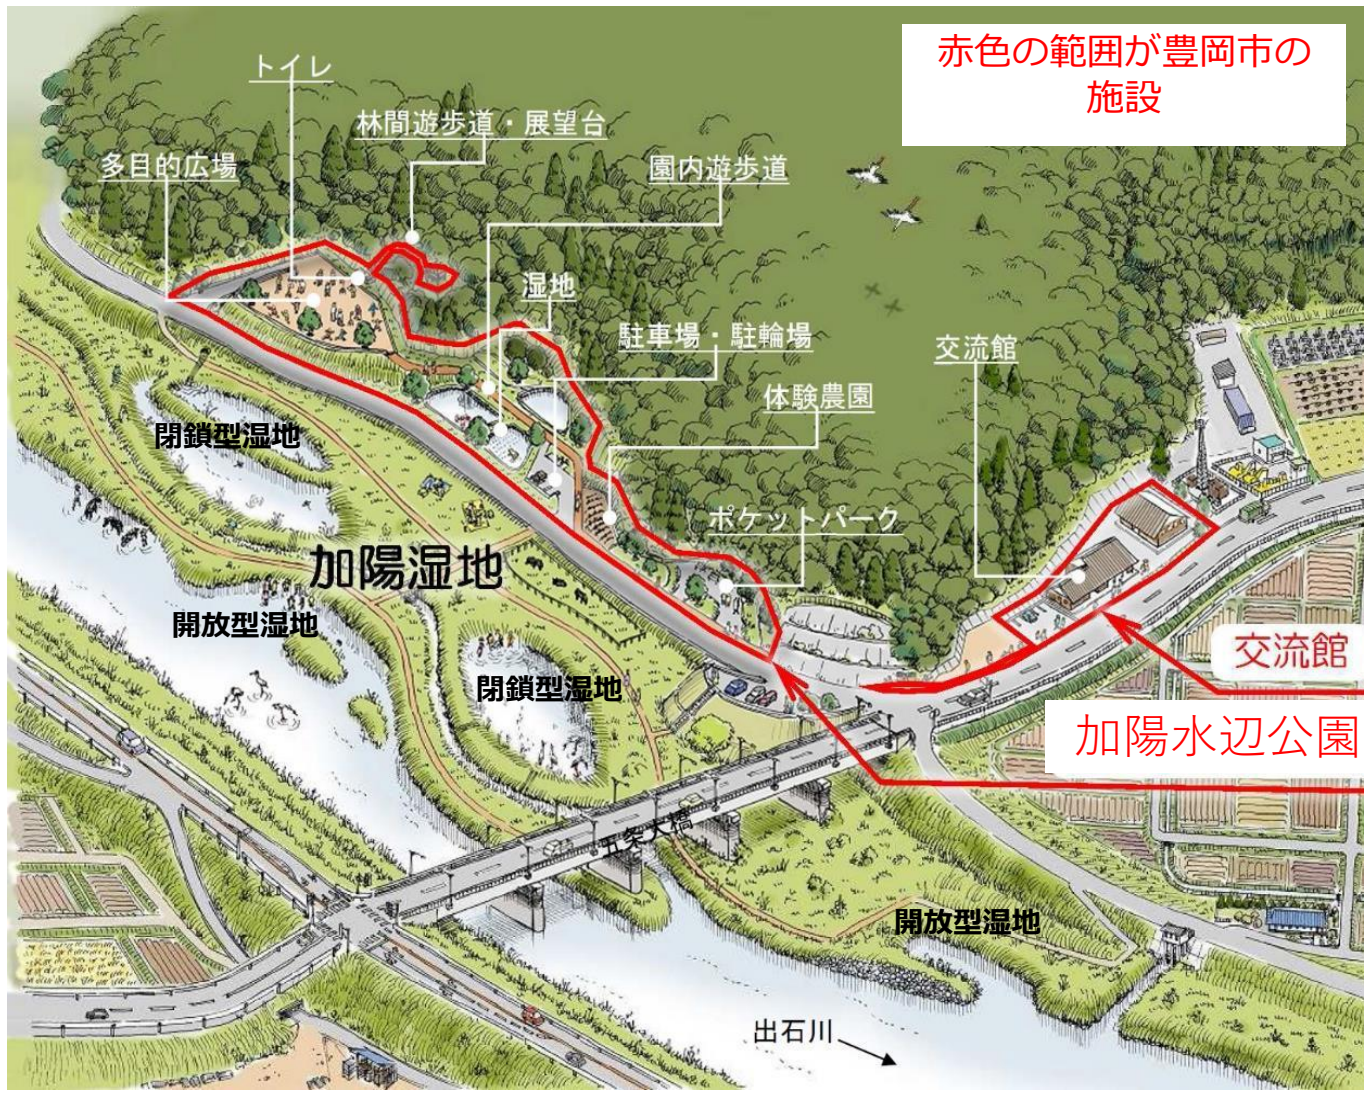 赤色の範囲が豊岡市の
施設
トイレ
林間遊歩道・展望台
多目的広場
園内遊歩道
湿地
駐車場・駐輪場
交流館
体験農園
閉鎖型湿地
ポケットパーク
加陽湿地
開放型湿地
交流館
閉鎖型湿地
加陽水辺公園
五条大橋
開放型湿地
出石川